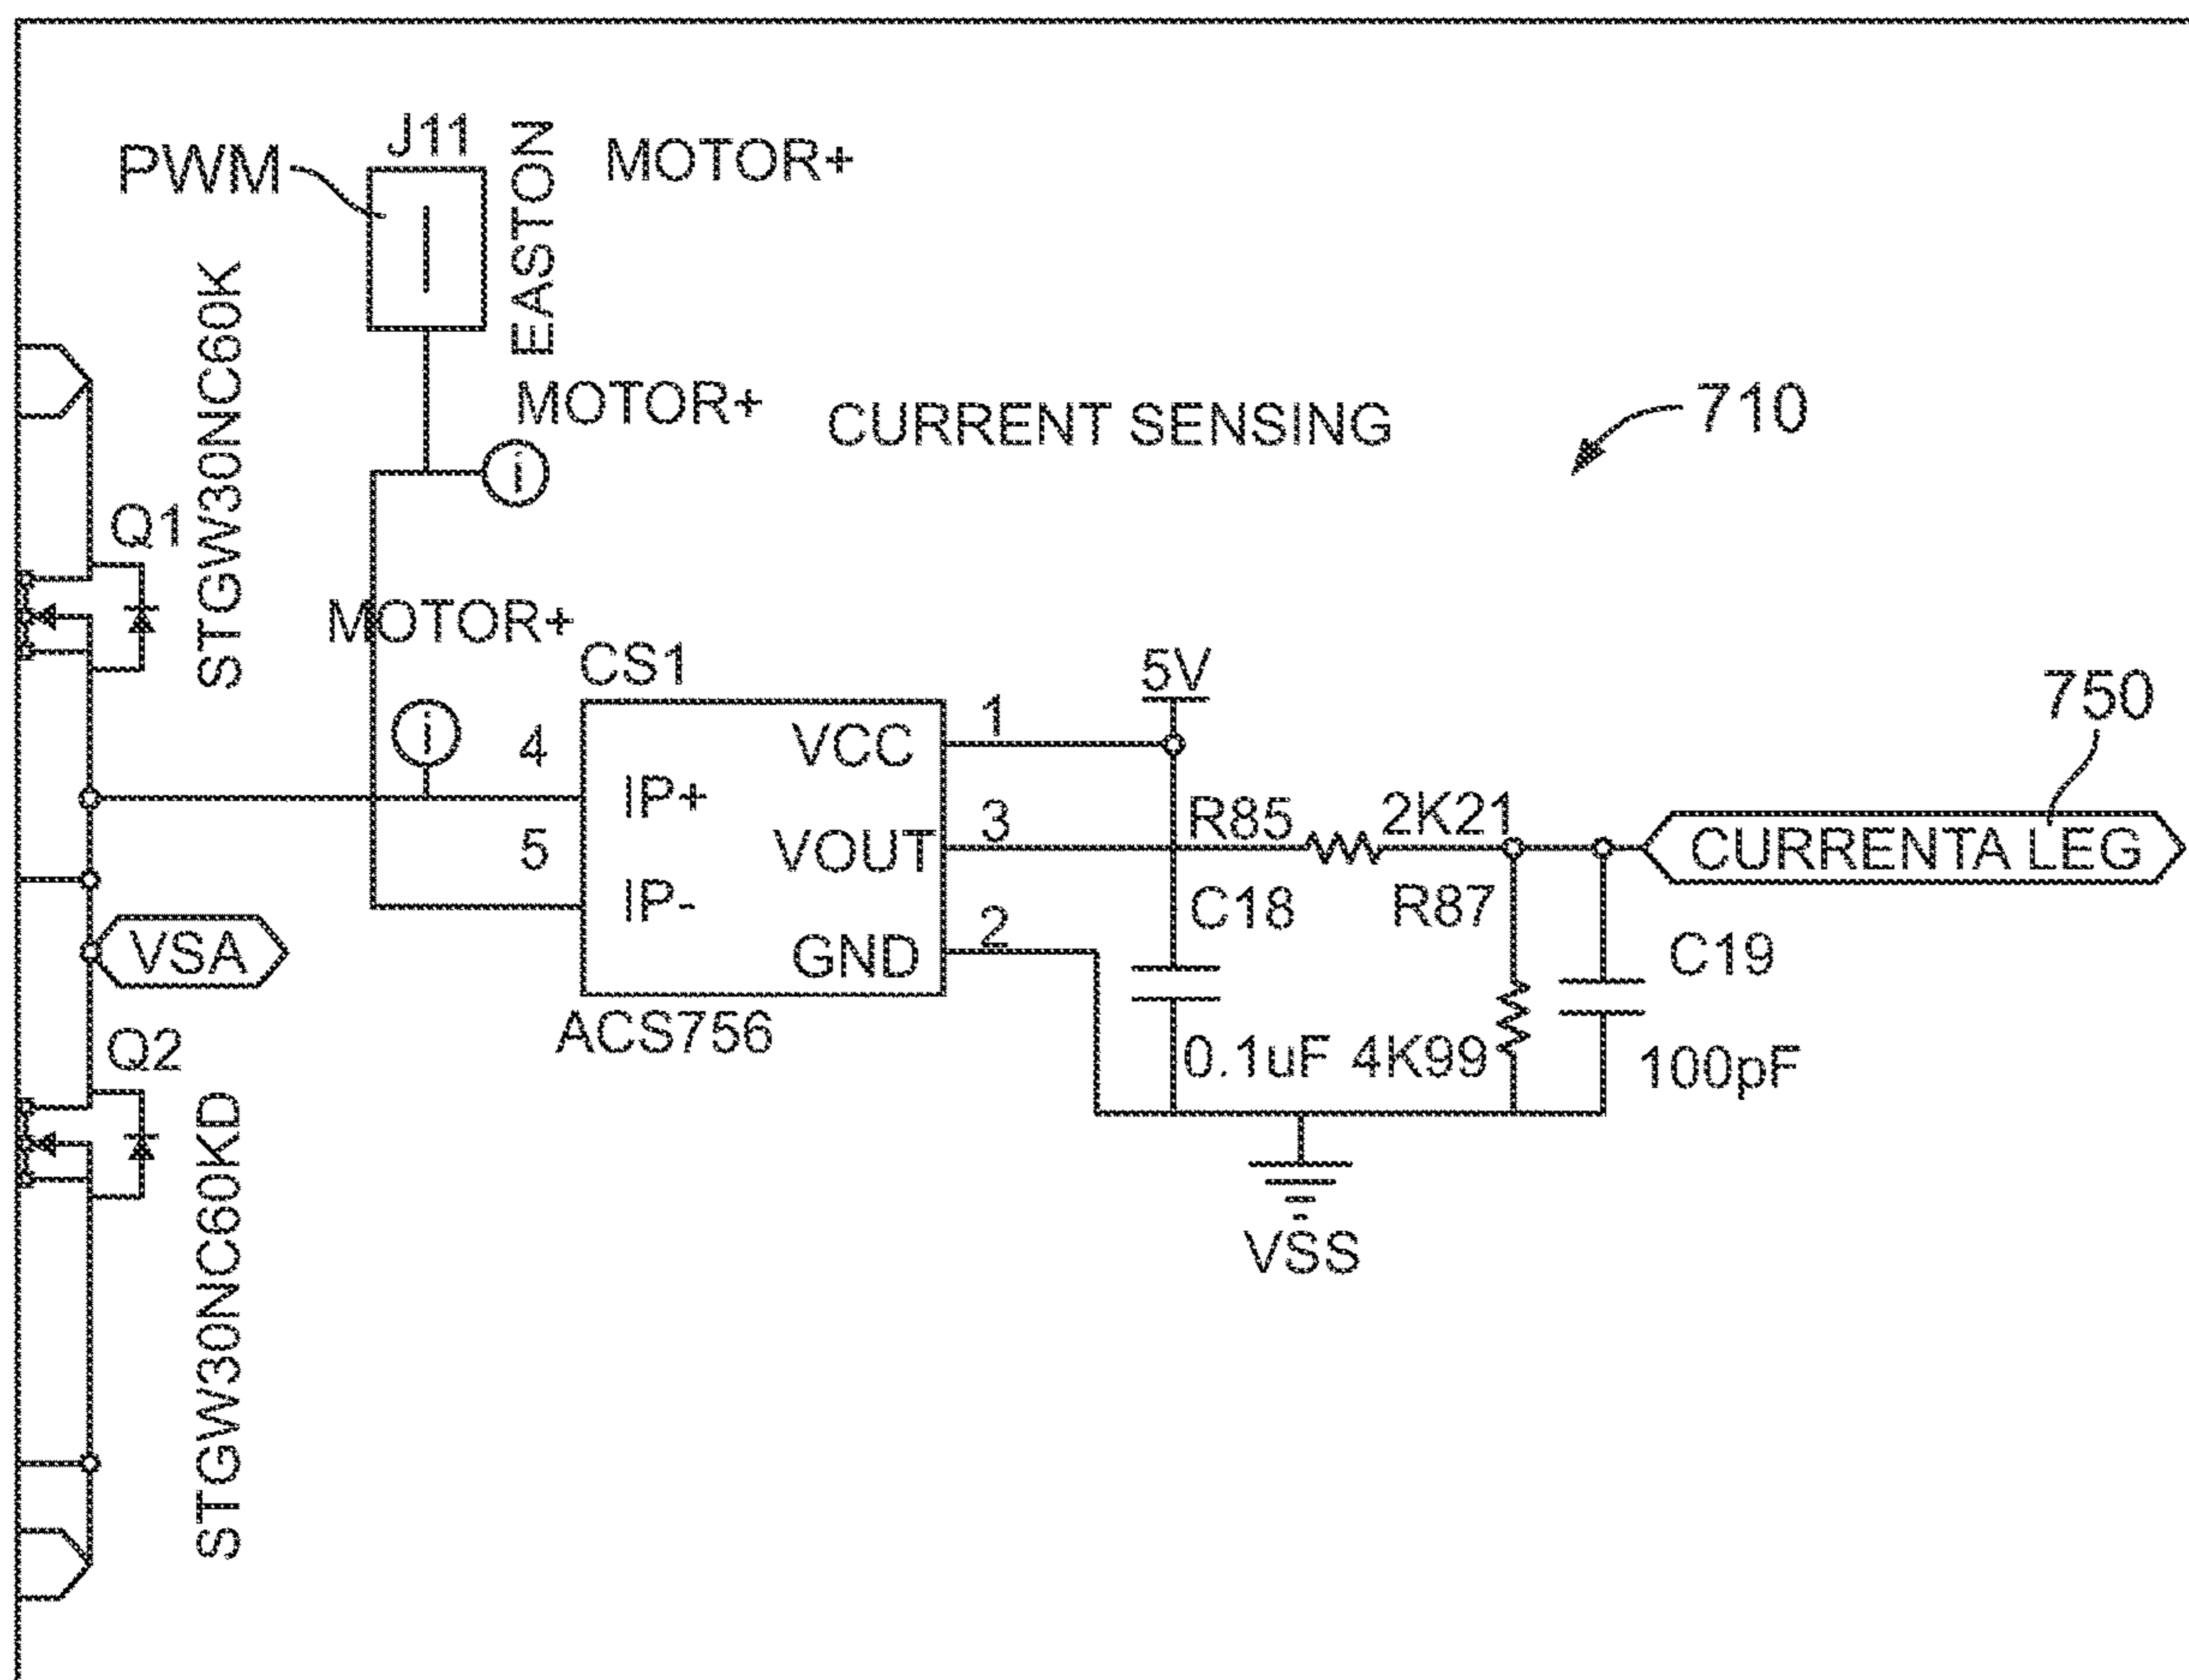 J11
PWM
EASTON
MOTOR+
STGW30NC60K
MOTOR+
CURRENT SENSING
710
i
Q1
MOTOR+
CS1
5V
750
i
4
VCC
1
IP+
5
VOUT
3
R85
2K21
CURRENTA LEG
IP-
C18
R87
VSA
GND
2
C19
ACS756
Q2
0.1uF
4K99
100pF
STGW30NC60KD
VSS